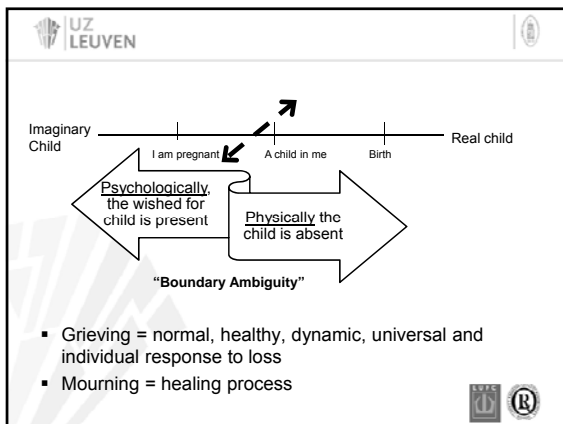 UZ
LEUVEN
Imaginary
Child
Real child
I am pregnant
A child in me
Birth
Psychologically,
the wished for
child is present
Physically the
child is absent
“Boundary Ambiguity”
▪ Grieving = normal, healthy, dynamic, universal and
individual response to loss
▪ Mourning = healing process
LUFC
R